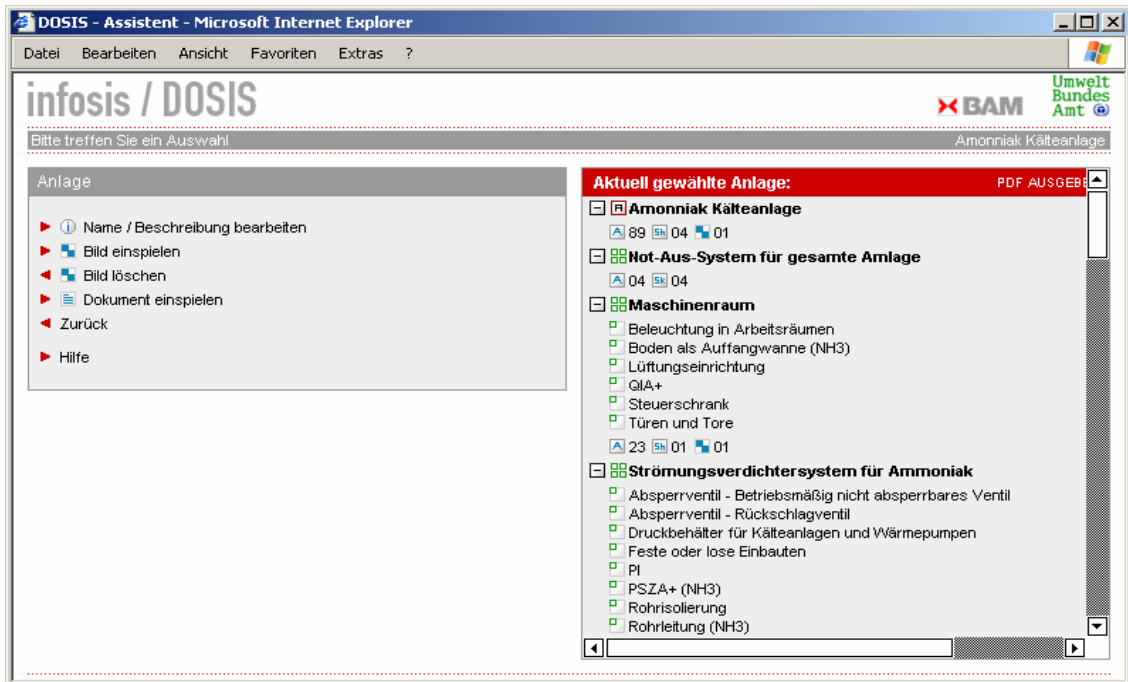 DOSIS - Assistent - Microsoft Internet Explorer
Datei Bearbeiten Ansicht Favoriten Extras ?
infosis / DOSIS
BAM
Umwelt
Bundes
Amt
Bitte treffen Sie ein Auswahl
Amonniak Kälteanlage
Anlage
Name / Beschreibung bearbeiten
Bild einspielen
Bild löschen
Dokument einspielen
Zurück
Hilfe
Aktuell gewählte Anlage: PDF AUSGEBE
R Amonniak Kälteanlage
A 89 Sh 04 01
Not-Aus-System für gesamte Amlage
A 04 Sk 04
Maschinenraum
Beleuchtung in Arbeitsräumen
Boden als Auffangwanne (NH3)
Lüftungseinrichtung
QIA+
Steuerschrank
Türen und Tore
A 23 Sh 01 01
Strömungsverdichtersystem für Ammoniak
Absperrventil - Betriebsmäßig nicht absperrbares Ventil
Absperrventil - Rückschlagventil
Druckbehälter für Kälteanlagen und Wärmepumpen
Feste oder lose Einbauten
PI
PSZA+ (NH3)
Rohrisolierung
Rohrleitung (NH3)